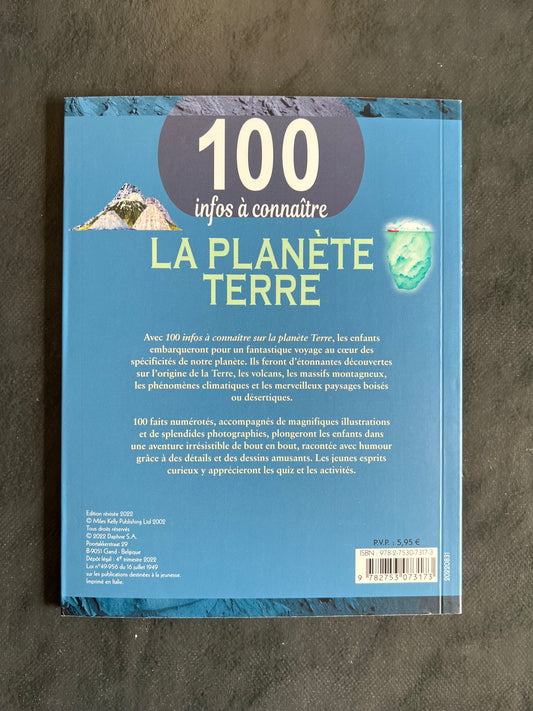 100
infos à connaître
LA PLANÈTE
TERRE
Avec 100 infos à connaître sur la planète Terre, les enfants
embarqueront pour un fantastique voyage au cœur des
spécificités de notre planète. Ils feront d'étonnantes découvertes
sur l'origine de la Terre, les volcans, les massifs montagneux,
les phénomènes climatiques et les merveilleux paysages boisés
ou désertiques.
100 faits numérotés, accompagnés de magnifiques illustrations
et de splendides photographies, plongeront les enfants dans
une aventure irrésistible de bout en bout, racontée avec humour
grâce à des détails et des dessins amusants. Les jeunes esprits
curieux y apprécieront les quiz et les activités.
Edition révisée 2022
© Miles Kelly Publishing Ltd 2002
Tous droits réservés
© 2022 Daphne S.A.
Poortakkerstraat 29
B-9051 Gand - Belgique
Dépôt légal : 4e trimestre 2022
Loi n°49-956 du 16 juillet 1949
sur les publications destinées à la jeunesse.
Imprimé en Italie.
P.V.P. : 5,95 €
ISBN 978-2-7530-7317-3
9 782753 073173
20220831